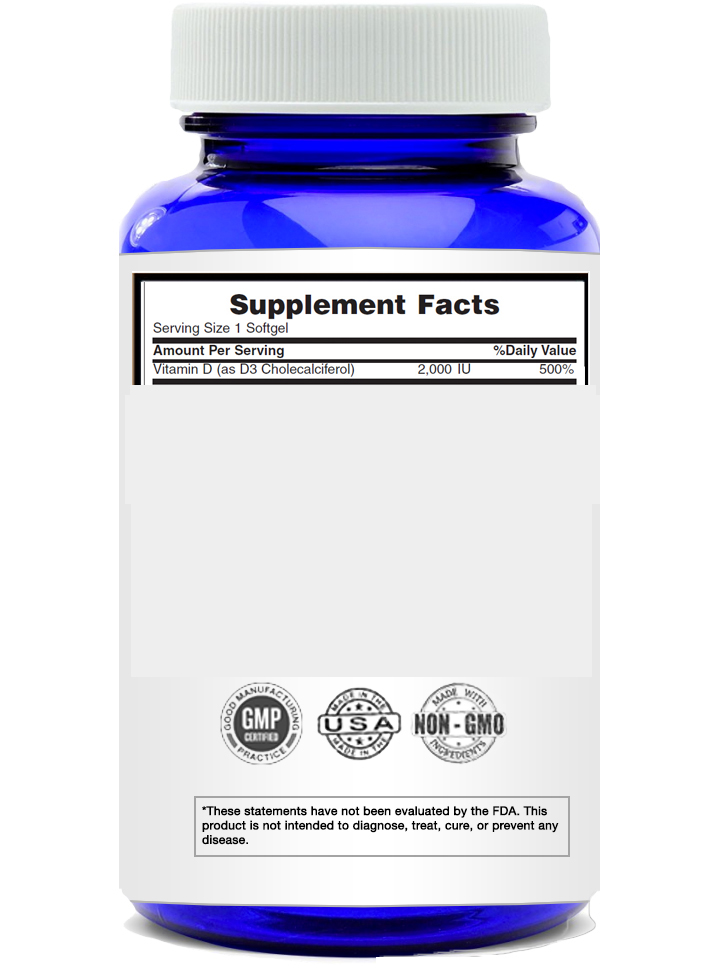 Supplement Facts
Serving Size 1 Softgel
Amount Per Serving %Daily Value
Vitamin D (as D3 Cholecalciferol) 2,000 IU 500%
GOOD MANUFACTURING
GMP
CERTIFIED
PRACTICE
MADE IN THE
USA
MADE IN THE
MADE WITH
NON-GMO
INGREDIENTS
*These statements have not been evaluated by the FDA. This
product is not intended to diagnose, treat, cure, or prevent any
disease.